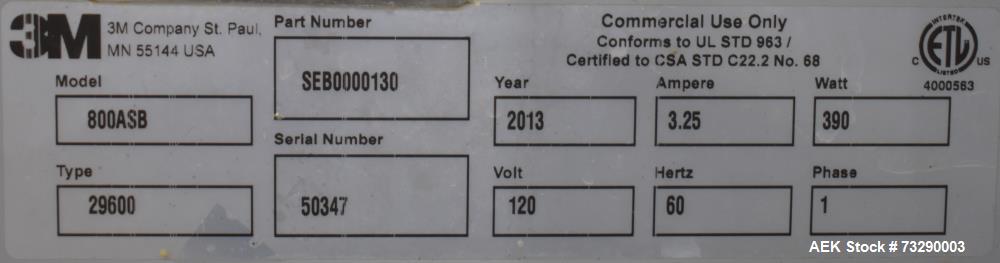 3M
3M Company St. Paul,
MN 55144 USA
Model
800ASB
Type
29600
Part Number
SEB0000130
Serial Number
50347
Commercial Use Only
Conforms to UL STD 963 /
Certified to CSA STD C22.2 No. 68
Year
2013
Ampere
3.25
Watt
390
Volt
120
Hertz
60
Phase
1
INTERTEK
ETL
C US
LISTED
4000563
AEK Stock # 73290003